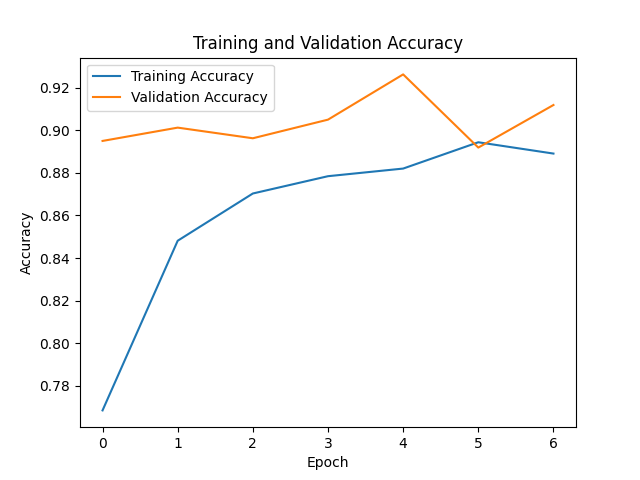 Training and Validation Accuracy
Training Accuracy
Validation Accuracy
0.92
0.90
0.88
0.86
0.84
0.82
0.80
0.78
Accuracy
0 1 2 3 4 5 6
Epoch